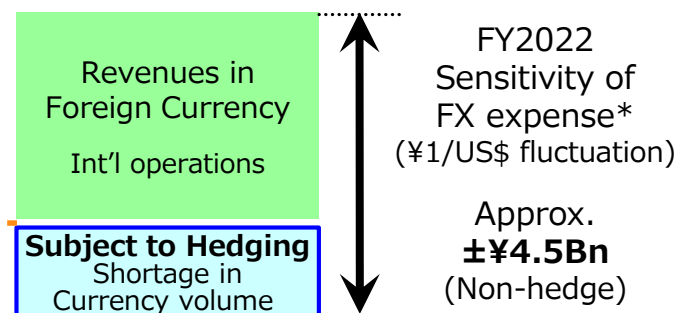 Revenues in
Foreign Currency
Int'l operations
Subject to Hedging
Shortage in
Currency volume
FY2022
Sensitivity of
FX expense*
(¥1/US$ fluctuation)
Approx.
±¥4.5Bn
(Non-hedge)